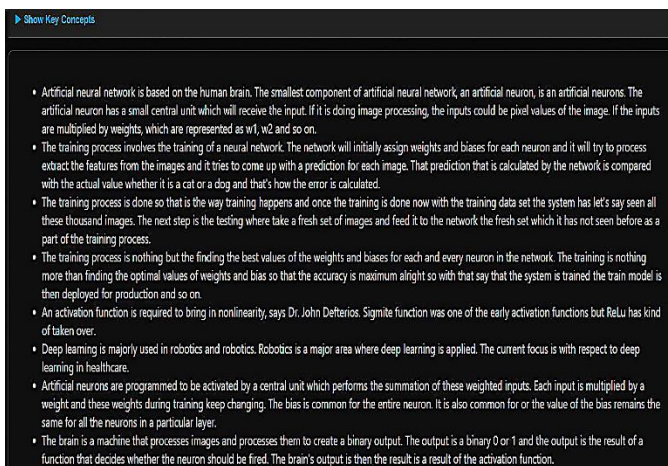 Show Key Concepts
• Artificial neural network is based on the human brain. The smallest component of artificial neural network, an artificial neuron, is an artificial neurons. The
artificial neuron has a small central unit which will receive the input. If it is doing image processing, the inputs could be pixel values of the image. If the inputs
are multiplied by weights, which are represented as w1, w2 and so on.
• The training process involves the training of a neural network. The network will initially assign weights and biases for each neuron and it will try to process
extract the features from the images and it tries to come up with a prediction for each image. That prediction that is calculated by the network is compared
with the actual value whether it is a cat or a dog and that's how the error is calculated.
• The training process is done so that is the way training happens and once the training is done now with the training data set the system has let's say seen all
these thousand images. The next step is the testing where take a fresh set of images and feed it to the network the fresh set which it has not seen before as a
part of the training process.
• The training process is nothing but the finding the best values of the weights and biases for each and every neuron in the network. The training is nothing
more than finding the optimal values of weights and bias so that the accuracy is maximum alright so with that say that the system is trained the train model is
then deployed for production and so on.
• An activation function is required to bring in nonlinearity, says Dr. John Defterios. Sigmite function was one of the early activation functions but ReLu has kind
of taken over.
• Deep learning is majorly used in robotics and robotics. Robotics is a major area where deep learning is applied. The current focus is with respect to deep
learning in healthcare.
• Artificial neurons are programmed to be activated by a central unit which performs the summation of these weighted inputs. Each input is multiplied by a
weight and these weights during training keep changing. The bias is common for the entire neuron. It is also common for or the value of the bias remains the
same for all the neurons in a particular layer.
• The brain is a machine that processes images and processes them to create a binary output. The output is a binary 0 or 1 and the output is the result of a
function that decides whether the neuron should be fired. The brain's output is then the result is a result of the activation function.